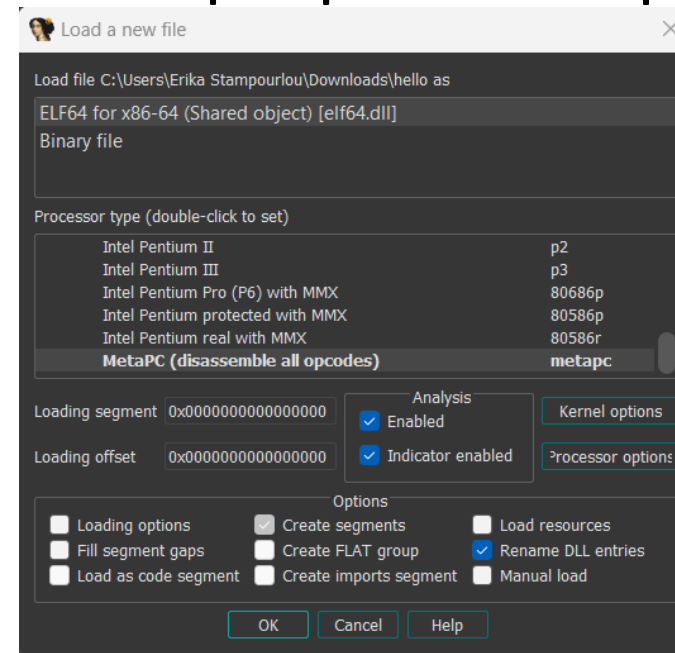 Load a new file
Load file C:\Users\Erika Stampourlou\Downloads\hello as
ELF64 for x86-64 (Shared object) [elf64.dll]
Binary file
Processor type (double-click to set)
Intel Pentium II p2
Intel Pentium III p3
Intel Pentium Pro (P6) with MMX 80686p
Intel Pentium protected with MMX 80586p
Intel Pentium real with MMX 80586r
MetaPC (disassemble all opcodes) metapc
Analysis
Loading segment 0x0000000000000000 Enabled Kernel options
Loading offset 0x0000000000000000 Indicator enabled Processor options
Options
Loading options Create segments Load resources
Fill segment gaps Create FLAT group Rename DLL entries
Load as code segment Create imports segment Manual load
OK Cancel Help